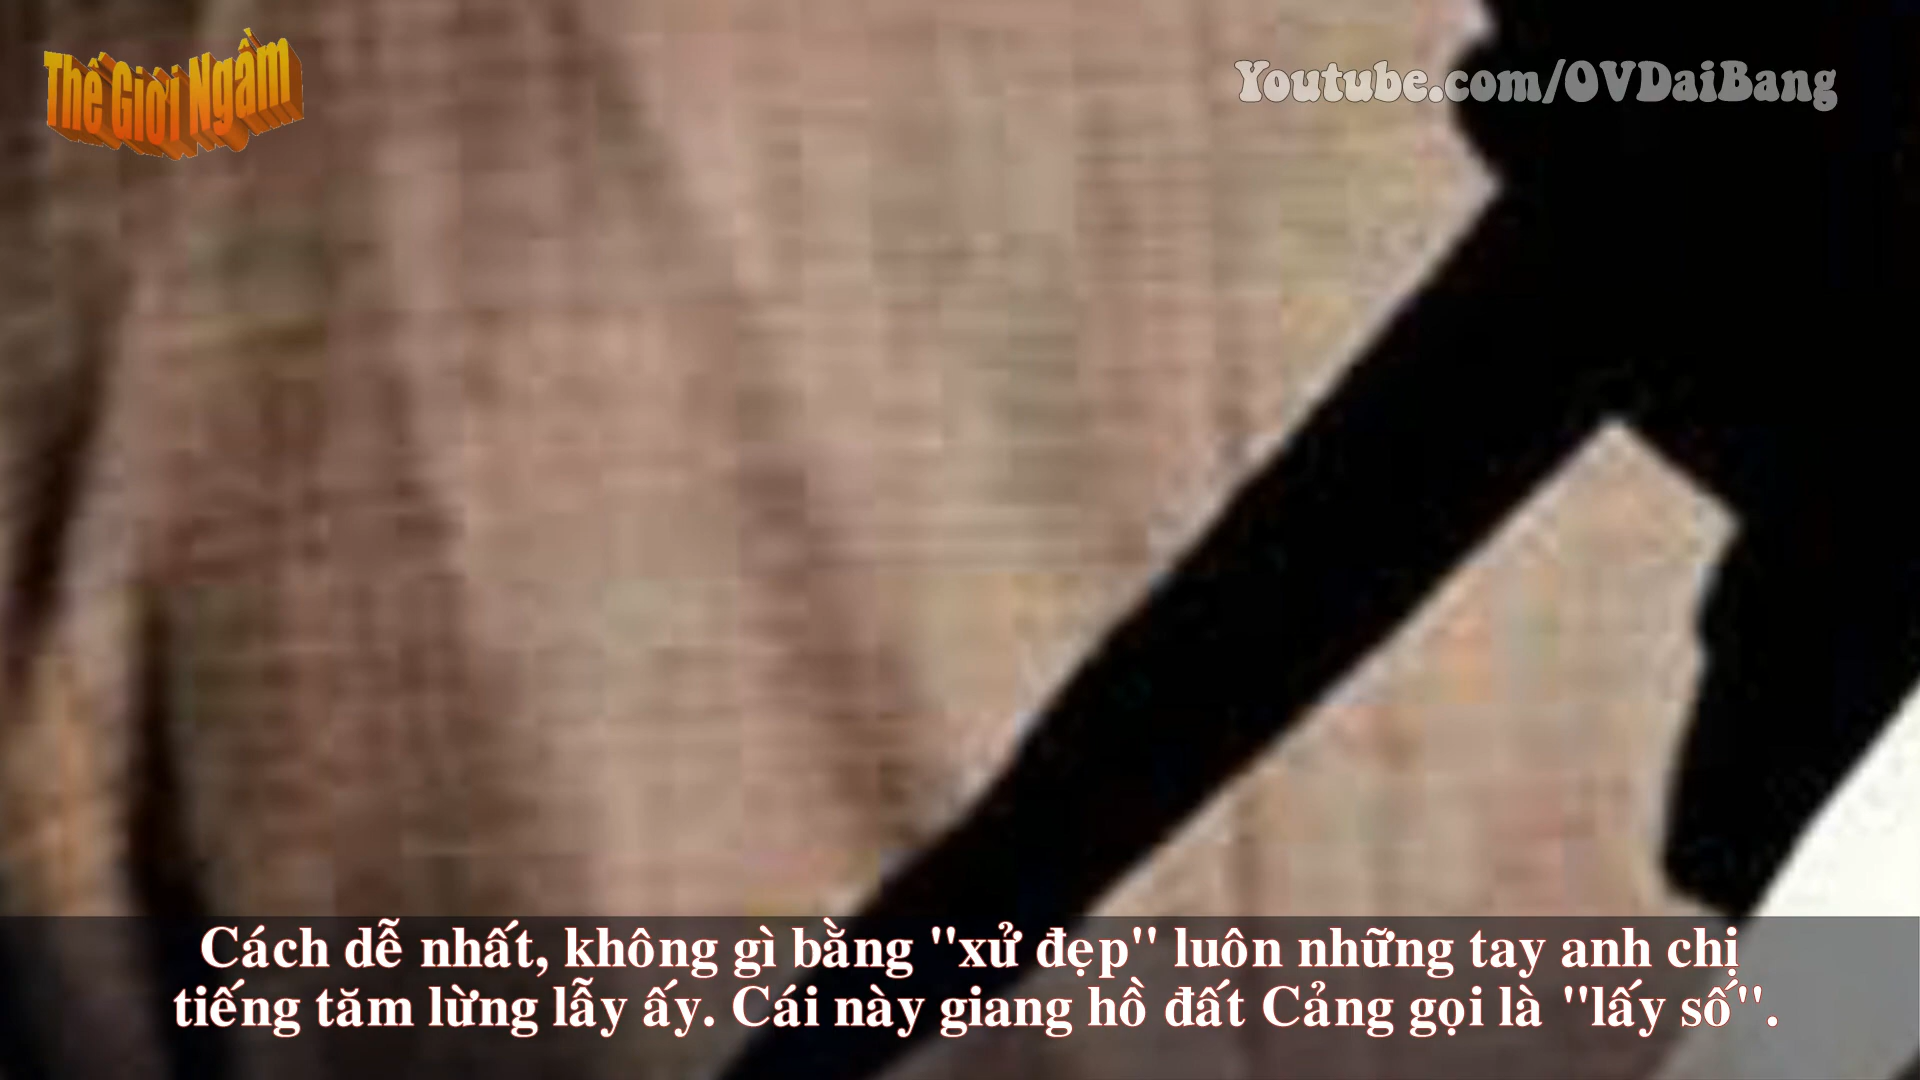 Thế Giới Ngầm
Youtube.com/OVDaiBang
Cách dễ nhất, không gì bằng "xử đẹp" luôn những tay anh chị
tiếng tăm lừng lẫy ấy. Cái này giang hồ đất Cảng gọi là "lấy số".